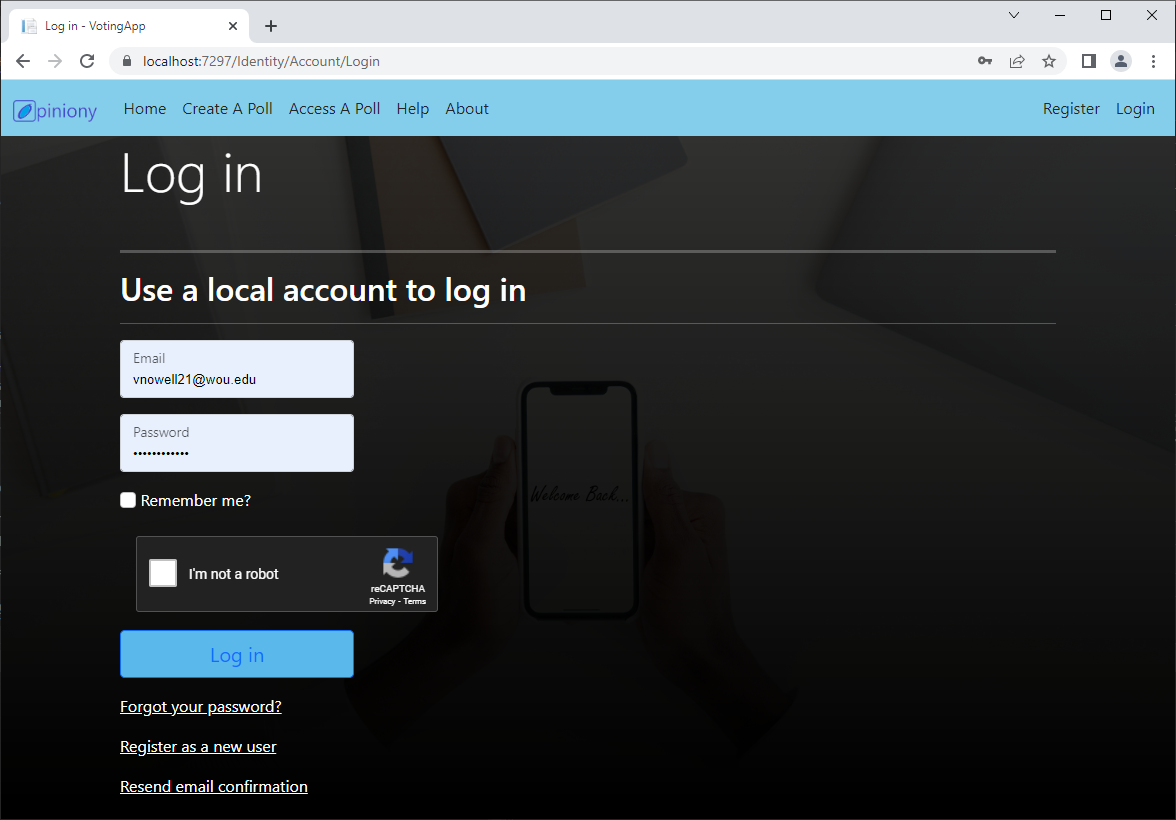 Log in - VotingApp
localhost:7297/Identity/Account/Login
Opiniony Home Create A Poll Access A Poll Help About Register Login
Log in
Use a local account to log in
Email
vnowell21@wou.edu
Password
••••••••••••
Remember me?
Welcome Back...
I'm not a robot
reCAPTCHA
Privacy - Terms
Log in
Forgot your password?
Register as a new user
Resend email confirmation